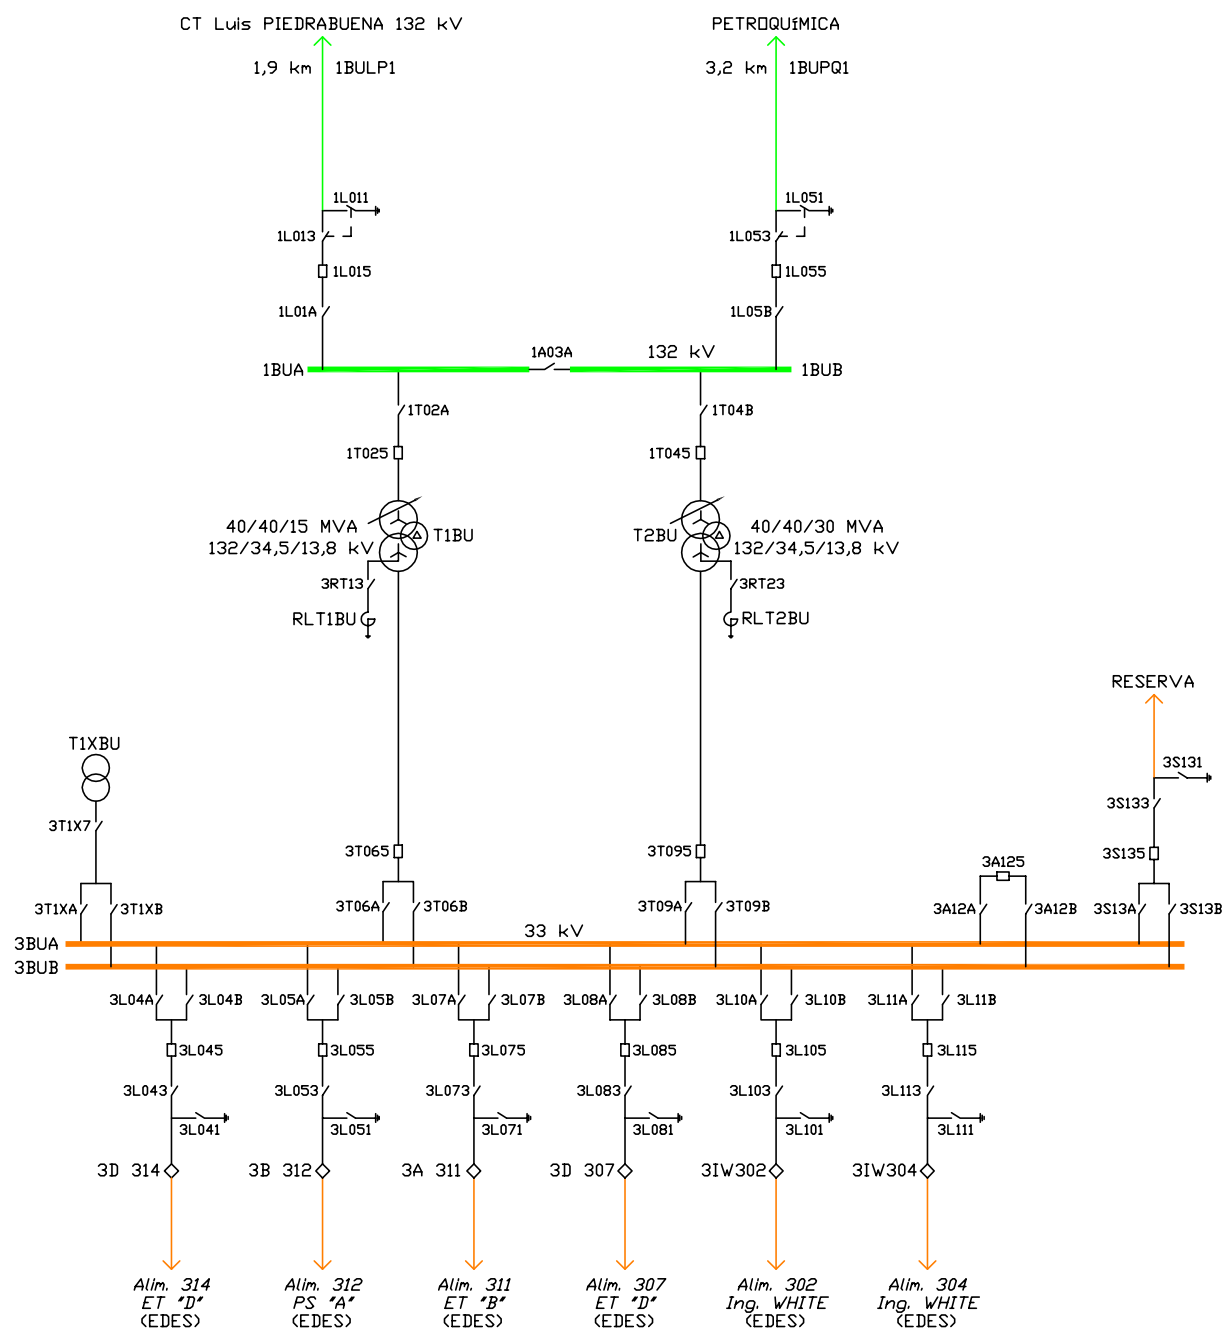 CT Luis PIEDRABUENA 132 kV
PETROQUíMICA
1,9 km 1BULP1
3,2 km 1BUPQ1
1L011
1L051
1L013
1L053
1L015
1L055
1L01A
1L05B
1A03A
132 kV
1BUA
1BUB
1T02A
1T04B
1T025
1T045
40/40/15 MVA
132/34,5/13,8 kV
T1BU
T2BU
40/40/30 MVA
132/34,5/13,8 kV
3RT13
3RT23
RLT1BU
RLT2BU
RESERVA
T1XBU
3S131
3S133
3T1X7
3T065
3T095
3S135
3A125
3T1XA
3T1XB
3T06A
3T06B
3T09A
3T09B
3A12A
3A12B
3S13A
3S13B
33 kV
3BUA
3BUB
3L04A
3L04B
3L05A
3L05B
3L07A
3L07B
3L08A
3L08B
3L10A
3L10B
3L11A
3L11B
3L045
3L055
3L075
3L085
3L105
3L115
3L043
3L053
3L073
3L083
3L103
3L113
3L041
3L051
3L071
3L081
3L101
3L111
3D 314
3B 312
3A 311
3D 307
3IW302
3IW304
Alim. 314
ET "D"
(EDES)
Alim. 312
PS "A"
(EDES)
Alim. 311
ET "B"
(EDES)
Alim. 307
ET "D"
(EDES)
Alim. 302
Ing. WHITE
(EDES)
Alim. 304
Ing. WHITE
(EDES)